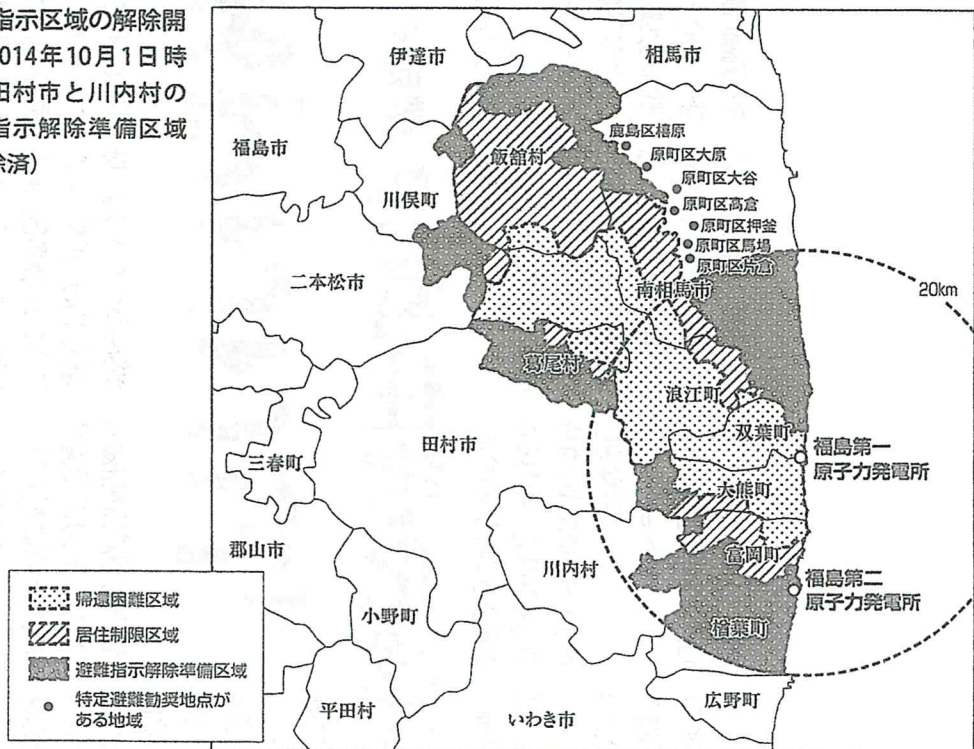 指示区域の解除開
014年10月1日時
田村市と川内村の
指示解除準備区域
除済)
伊達市
相馬市
福島市
鹿島区橲原
飯舘村
原町区大原
川俣町
原町区大谷
原町区高倉
原町区押釜
原町区馬場
原町区片倉
二本松市
南相馬市
20km
葛尾村
浪江町
双葉町
田村市
福島第一
原子力発電所
三春町
大熊町
郡山市
川内村
富岡町
福島第二
原子力発電所
小野町
楢葉町
平田村
いわき市
広野町
帰還困難区域
居住制限区域
避難指示解除準備区域
特定避難勧奨地点が
ある地域